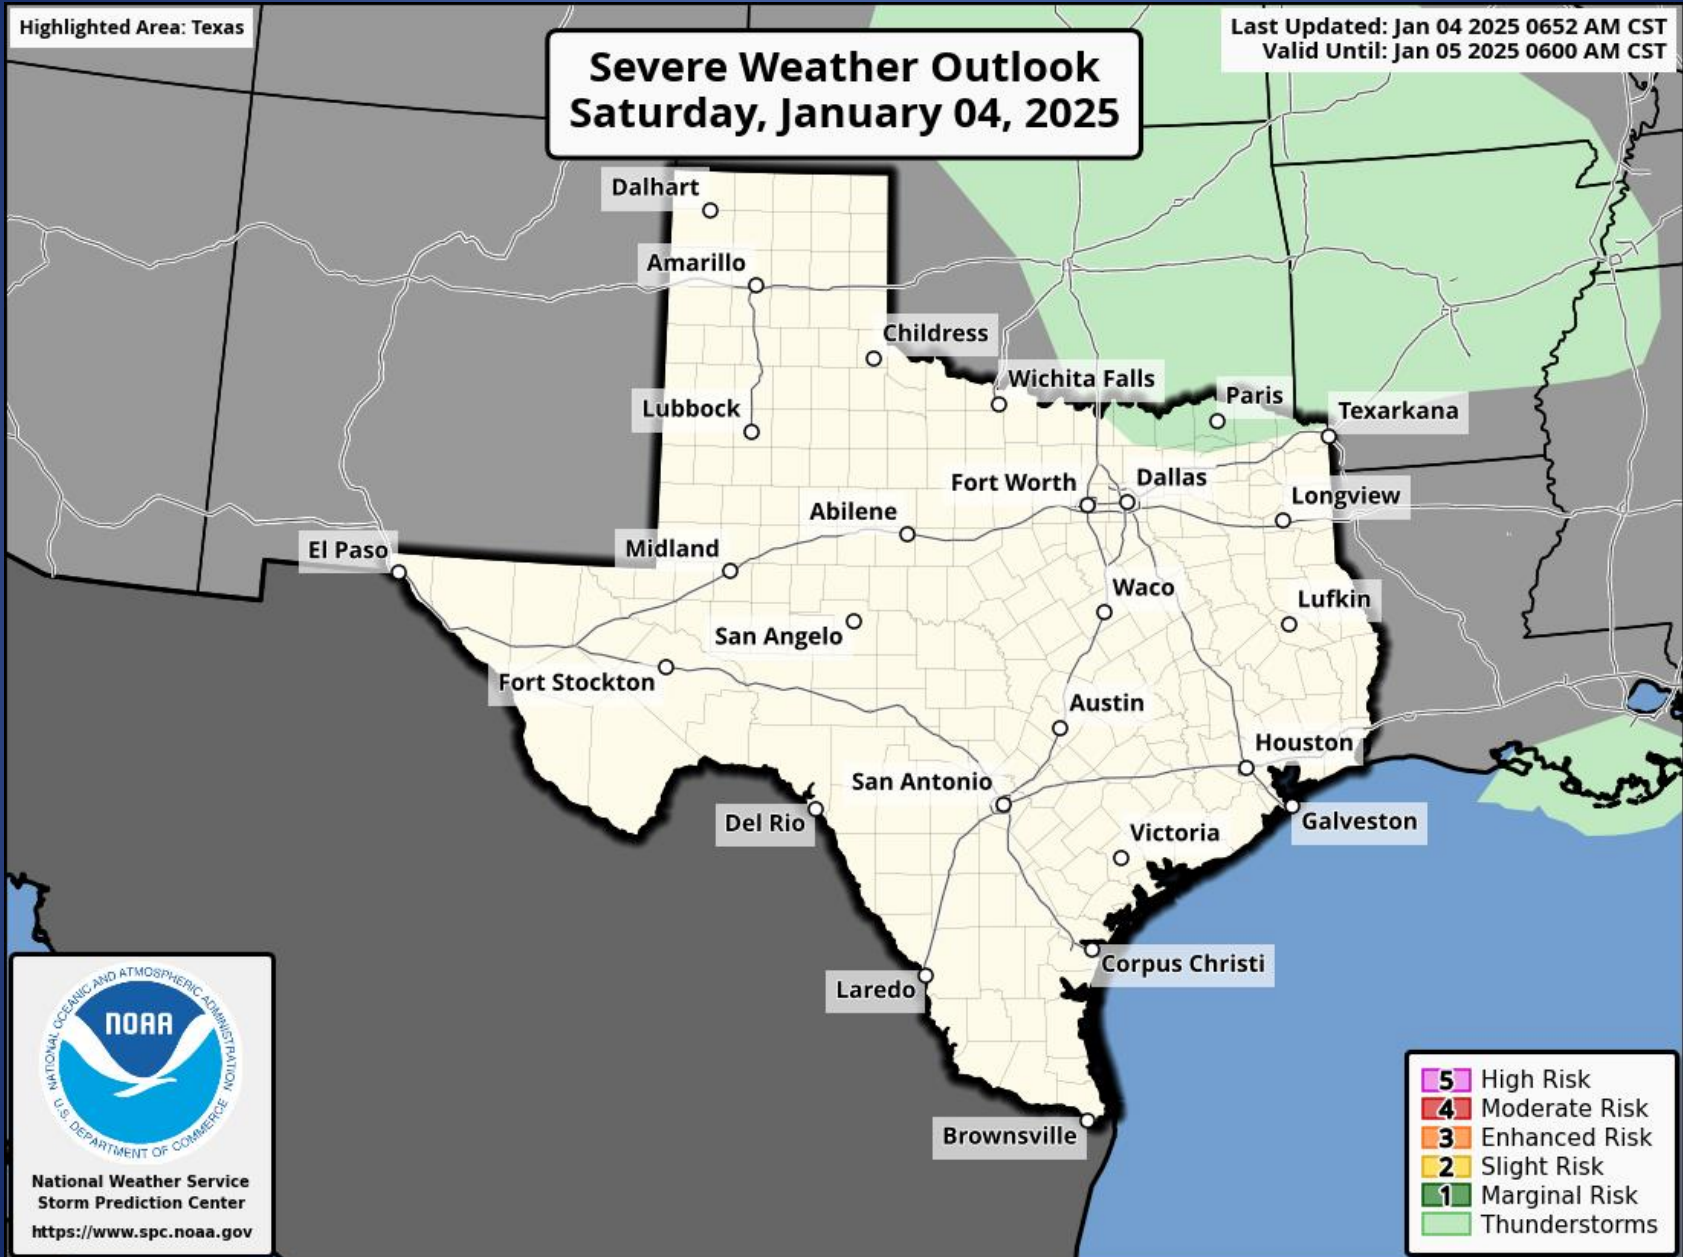 Highlighted Area: Texas
Severe Weather Outlook
Saturday, January 04, 2025
Last Updated: Jan 04 2025 0652 AM CST
Valid Until: Jan 05 2025 0600 AM CST
Dalhart
Amarillo
Childress
Wichita Falls
Paris
Texarkana
Lubbock
Fort Worth
Dallas
Longview
Abilene
El Paso
Midland
Waco
Lufkin
San Angelo
Fort Stockton
Austin
Houston
San Antonio
Del Rio
Galveston
Victoria
Corpus Christi
Laredo
Brownsville
NATIONAL OCEANIC AND ATMOSPHERIC ADMINISTRATION
NOAA
U.S. DEPARTMENT OF COMMERCE
National Weather Service
Storm Prediction Center
https://www.spc.noaa.gov
5 High Risk
4 Moderate Risk
3 Enhanced Risk
2 Slight Risk
1 Marginal Risk
Thunderstorms